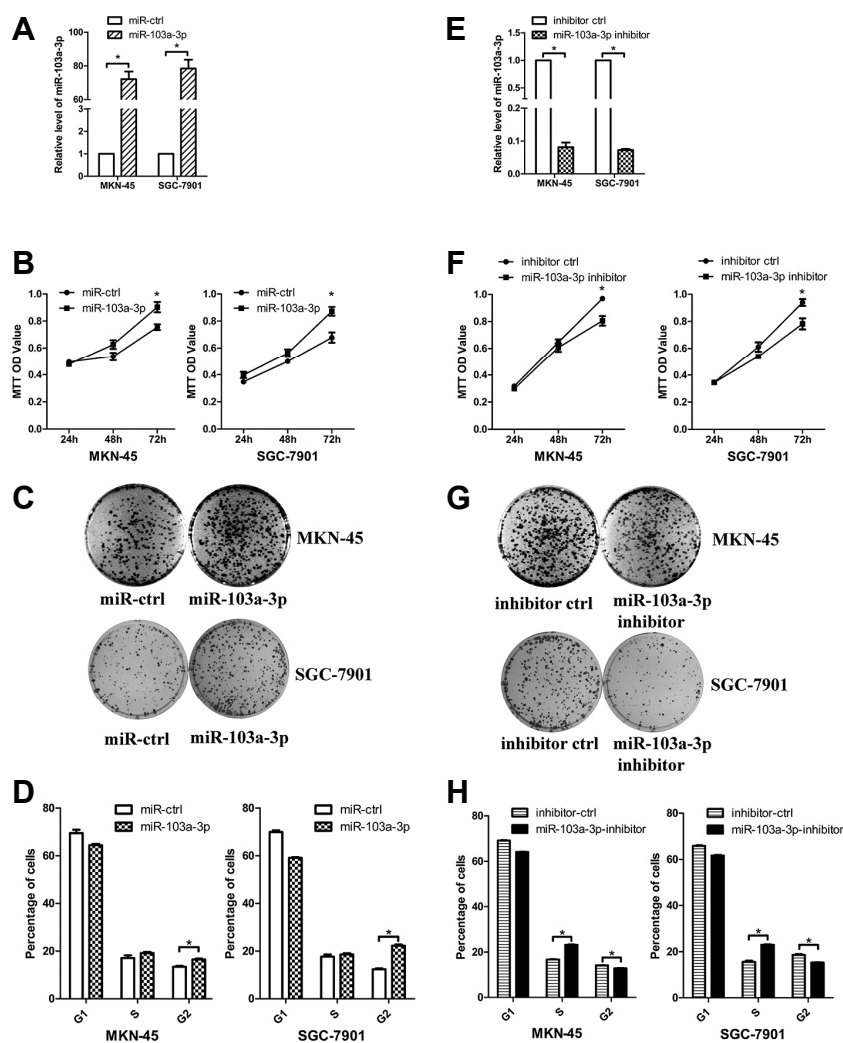 A
miR-ctrl
miR-103a-3p
Relative level of miR-103a-3p
100
80
60
3
2
1
0
*
*
MKN-45
SGC-7901
E
inhibitor ctrl
miR-103a-3p inhibitor
Relative level of miR-103a-3p
1.5
1.0
0.5
0.2
0.1
0.0
*
*
MKN-45
SGC-7901
B
miR-ctrl
miR-103a-3p
MTT OD Value
1.0
0.8
0.6
0.4
0.2
0.0
*
24h
48h
72h
MKN-45
miR-ctrl
miR-103a-3p
MTT OD Value
1.0
0.8
0.6
0.4
0.2
0.0
*
24h
48h
72h
SGC-7901
F
inhibitor ctrl
miR-103a-3p inhibitor
MTT OD Value
1.0
0.8
0.6
0.4
0.2
0.0
*
24h
48h
72h
MKN-45
inhibitor ctrl
miR-103a-3p inhibitor
MTT OD Value
1.0
0.8
0.6
0.4
0.2
0.0
*
24h
48h
72h
SGC-7901
C
MKN-45
miR-ctrl
miR-103a-3p
SGC-7901
miR-ctrl
miR-103a-3p
G
MKN-45
inhibitor ctrl
miR-103a-3p
inhibitor
SGC-7901
inhibitor ctrl
miR-103a-3p
inhibitor
D
miR-ctrl
miR-103a-3p
Percentage of cells
80
60
40
20
0
*
G1
S
G2
MKN-45
miR-ctrl
miR-103a-3p
Percentage of cells
80
60
40
20
0
*
G1
S
G2
SGC-7901
H
inhibitor-ctrl
miR-103a-3p-inhibitor
Percentage of cells
80
60
40
20
0
*
*
G1
S
G2
MKN-45
inhibitor-ctrl
miR-103a-3p-inhibitor
Percentage of cells
80
60
40
20
0
*
*
G1
S
G2
SGC-7901